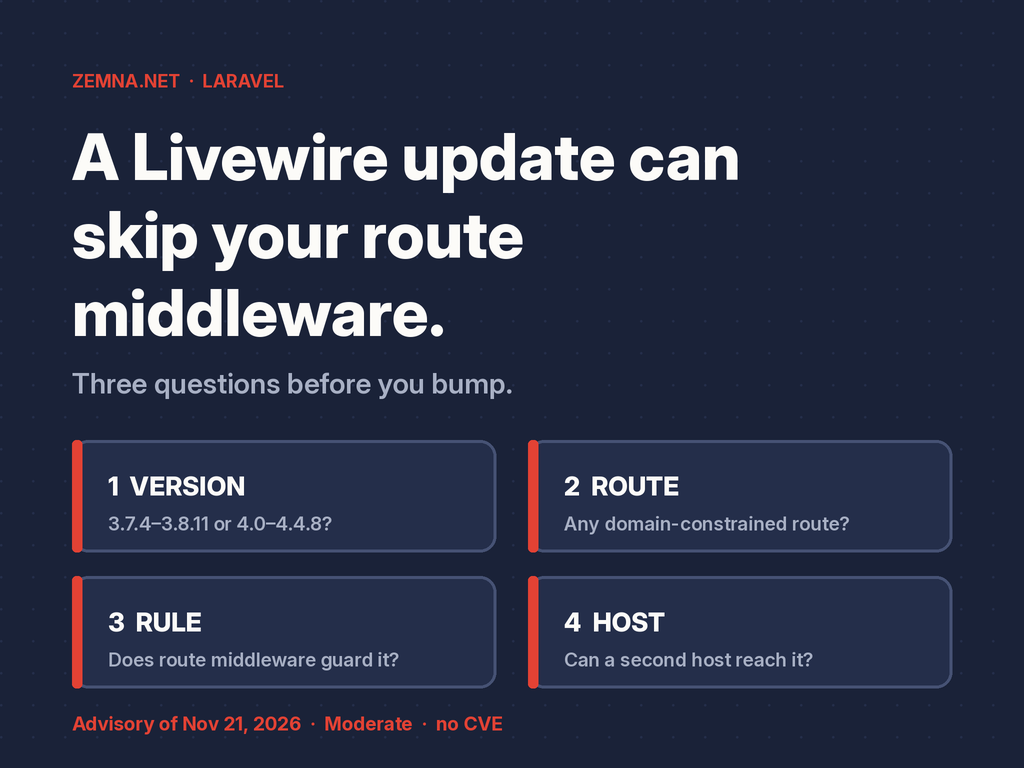 ZEMNA.NET · LARAVEL
A Livewire update can
skip your route
middleware.
Three questions before you bump.
1 VERSION
3.7.4–3.8.11 or 4.0–4.4.8?
2 ROUTE
Any domain-constrained route?
3 RULE
Does route middleware guard it?
4 HOST
Can a second host reach it?
Advisory of Nov 21, 2026 · Moderate · no CVE